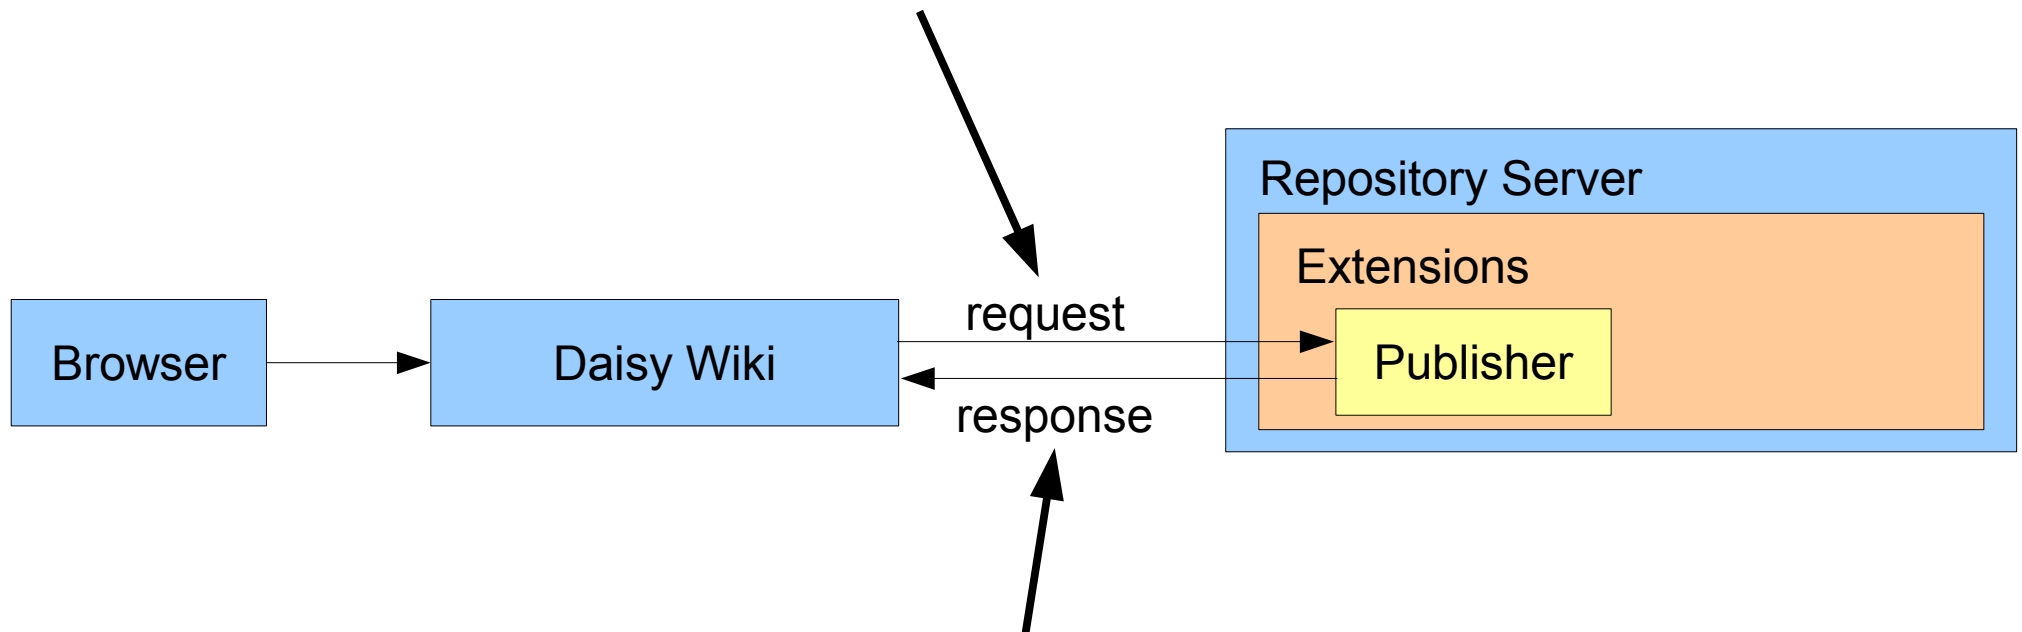 Repository Server
Extensions
request
Browser
Daisy Wiki
Publisher
response